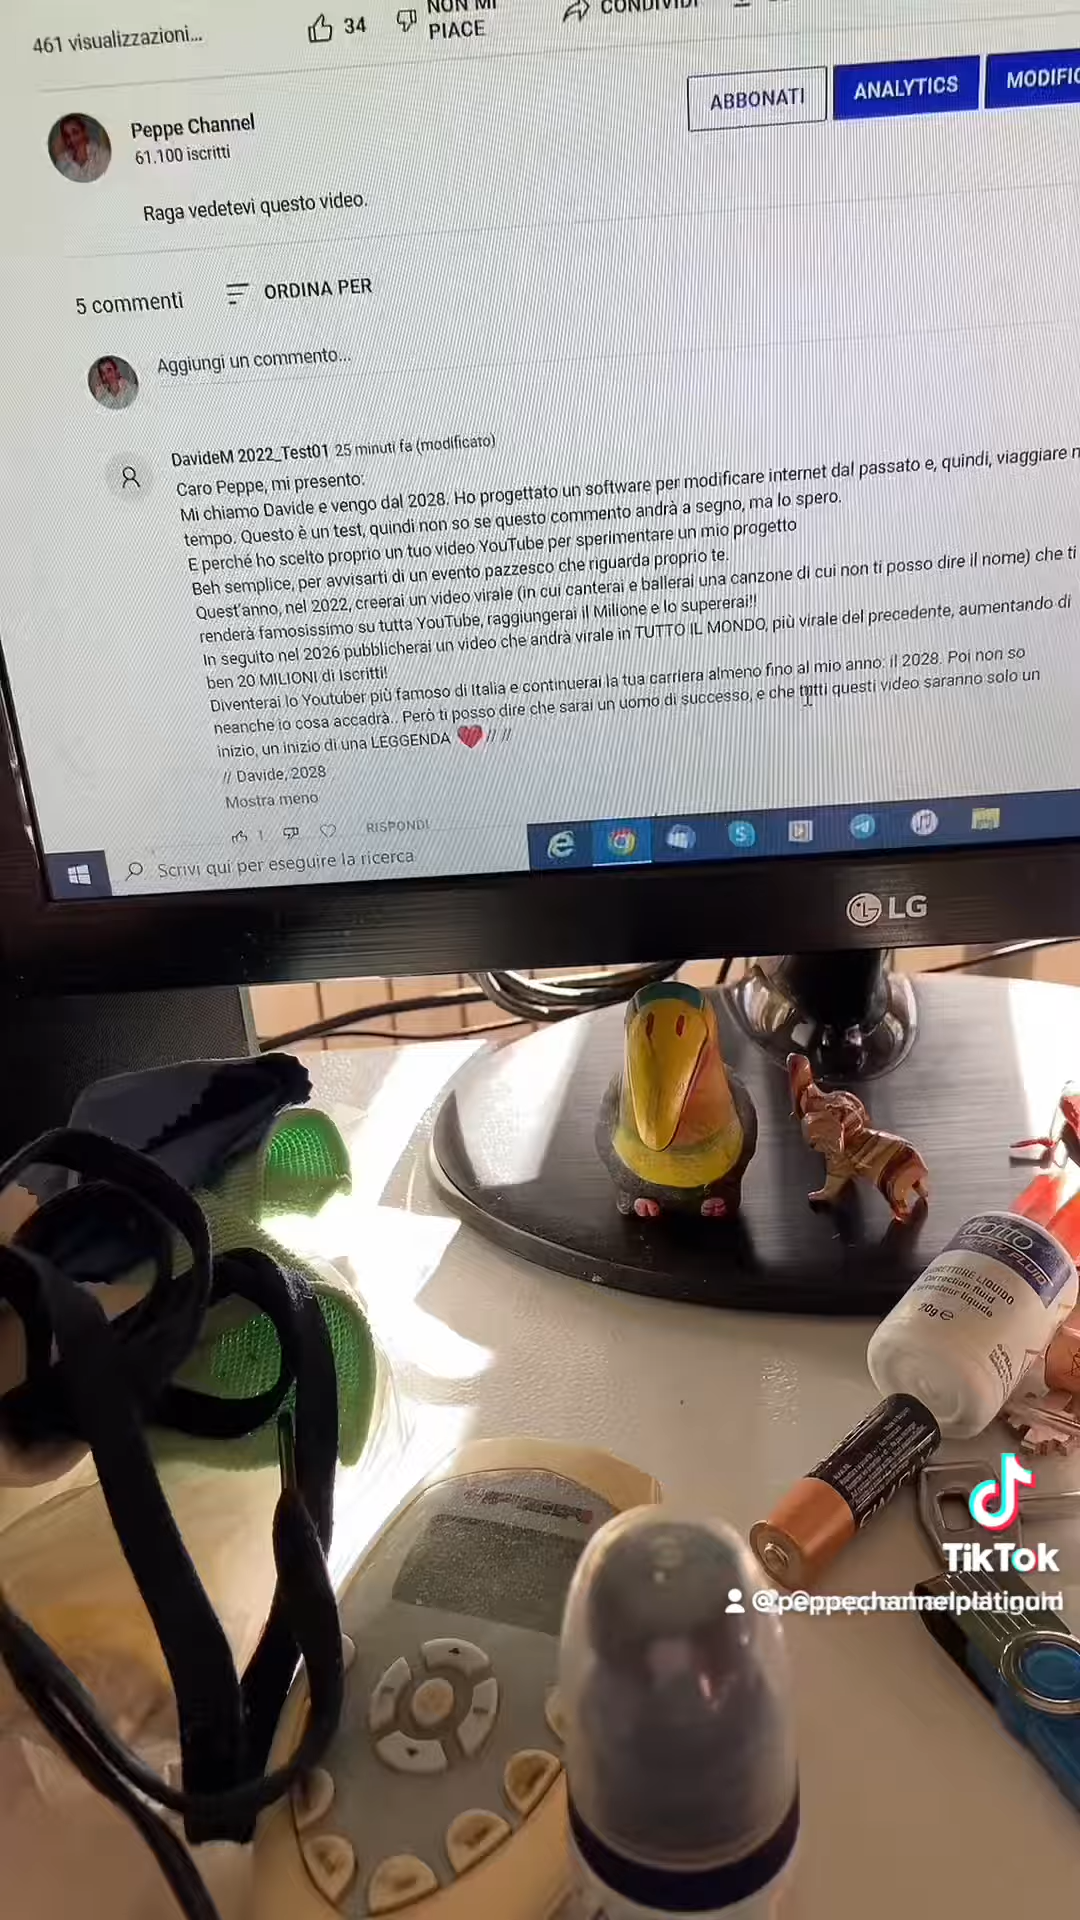 461 visualizzazioni...
34
NON MI
PIACE
CONDIVIDI
ABBONATI
ANALYTICS
MODIFIC
Peppe Channel
61.100 iscritti
Raga vedetevi questo video.
5 commenti
ORDINA PER
Aggiungi un commento...
DavideM 2022_Test01 25 minuti fa (modificato)
Caro Peppe, mi presento:
Mi chiamo Davide e vengo dal 2028. Ho progettato un software per modificare internet dal passato e, quindi, viaggiare n
tempo. Questo è un test, quindi non so se questo commento andrà a segno, ma lo spero.
E perché ho scelto proprio un tuo video YouTube per sperimentare un mio progetto
Beh semplice, per avvisarti di un evento pazzesco che riguarda proprio te.
Quest'anno, nel 2022, creerai un video virale (in cui canterai e ballerai una canzone di cui non ti posso dire il nome) che ti
renderà famosissimo su tutta YouTube, raggiungerai il Milione e lo supererai!!
In seguito nel 2026 pubblicherai un video che andrà virale in TUTTO IL MONDO, più virale del precedente, aumentando di
ben 20 MILIONI di Iscritti!
Diventerai lo Youtuber più famoso di Italia e continuerai la tua carriera almeno fino al mio anno: il 2028. Poi non so
neanche io cosa accadrà.. Però ti posso dire che sarai un uomo di successo, e che tutti questi video saranno solo un
inizio, un inizio di una LEGGENDA ❤ // //
// Davide, 2028
Mostra meno
1
RISPONDI
Scrivi qui per eseguire la ricerca
LG
CORRETTORE LIQUIDO
Correction fluid
Correcteur liquide
20g e
TikTok